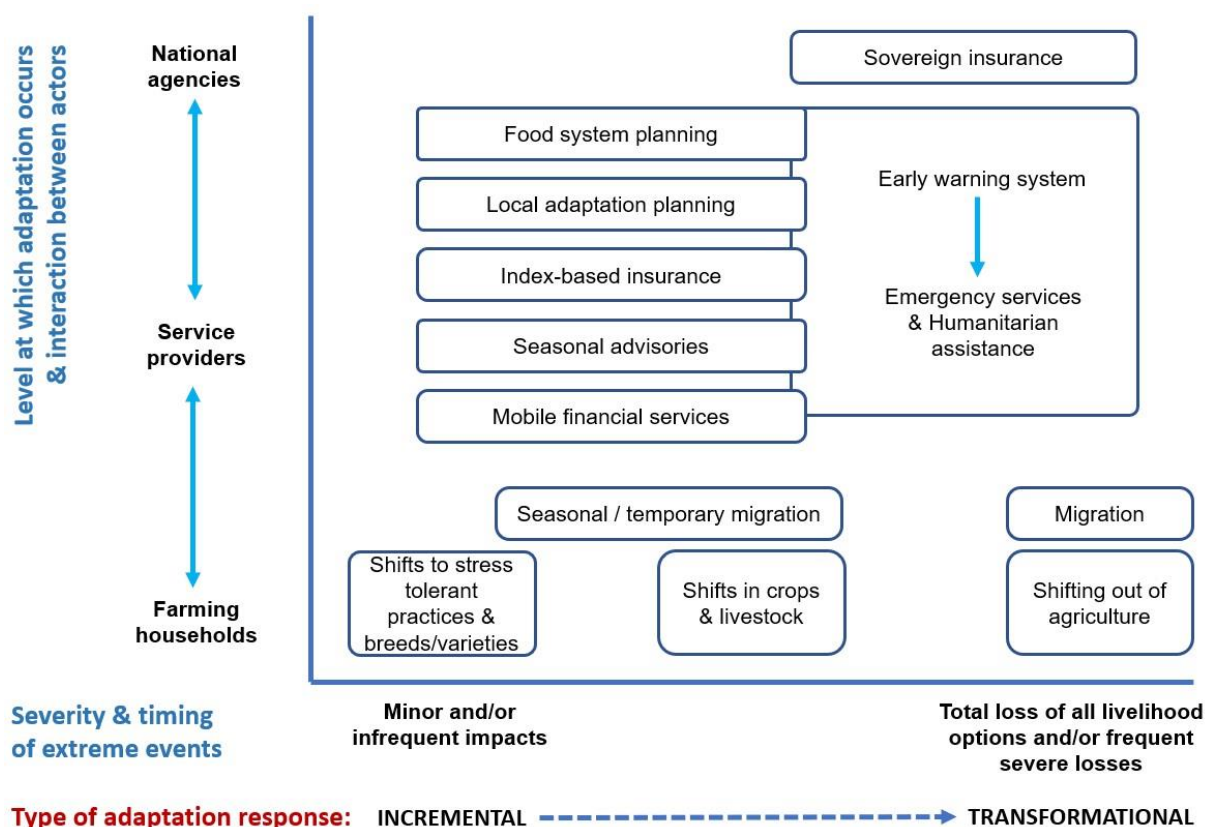 Level at which adaptation occurs
& interaction between actors
National
agencies
Service
providers
Farming
households
Sovereign insurance
Food system planning
Local adaptation planning
Index-based insurance
Seasonal advisories
Mobile financial services
Early warning system
Emergency services
& Humanitarian
assistance
Seasonal / temporary migration
Migration
Shifts to stress
tolerant
practices &
breeds/varieties
Shifts in crops
& livestock
Shifting out of
agriculture
Severity & timing
of extreme events
Minor and/or
infrequent impacts
Total loss of all livelihood
options and/or frequent
severe losses
Type of adaptation response: INCREMENTAL TRANSFORMATIONAL